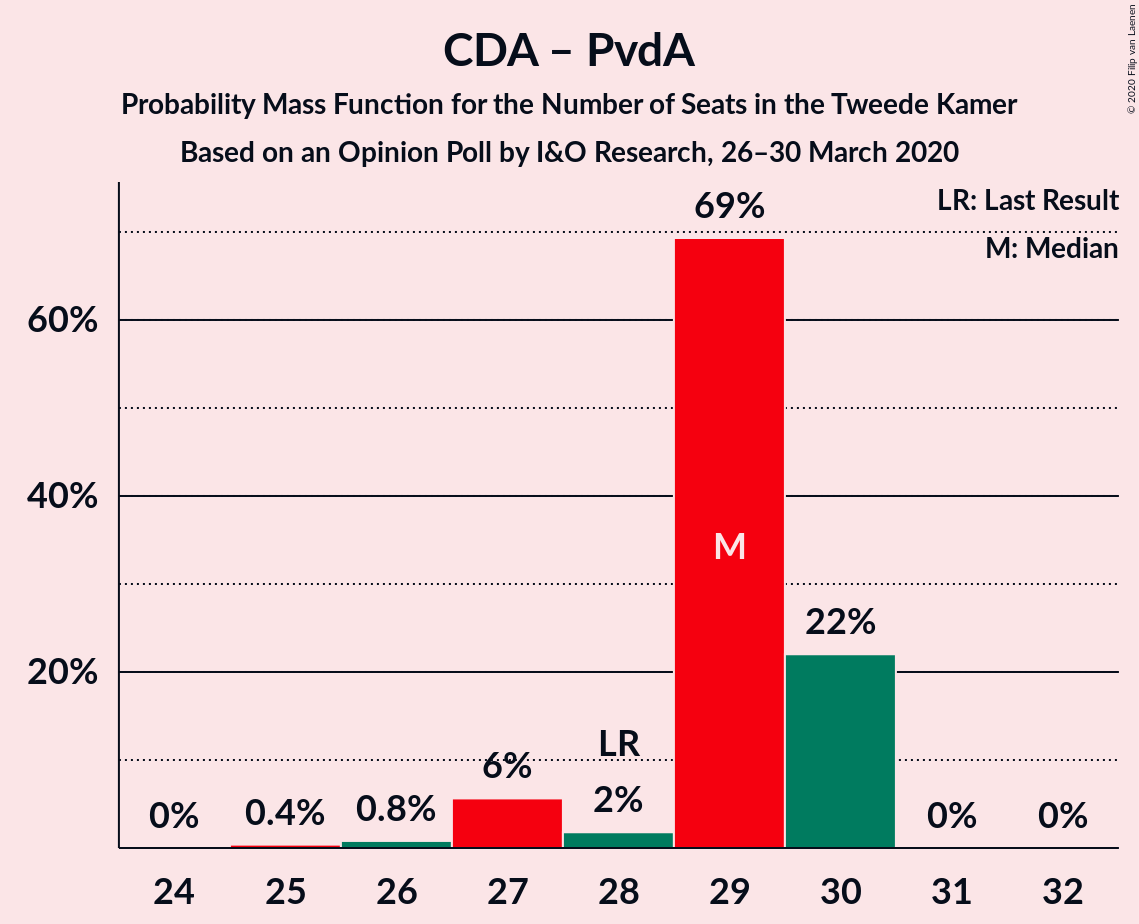 CDA – PvdA
Probability Mass Function for the Number of Seats in the Tweede Kamer
Based on an Opinion Poll by I&O Research, 26–30 March 2020
© 2020 Filip van Laenen
LR: Last Result
M: Median
69%
60%
40%
20%
M
22%
LR
6%
2%
0%
0.4%
0.8%
0%
0%
24 25 26 27 28 29 30 31 32